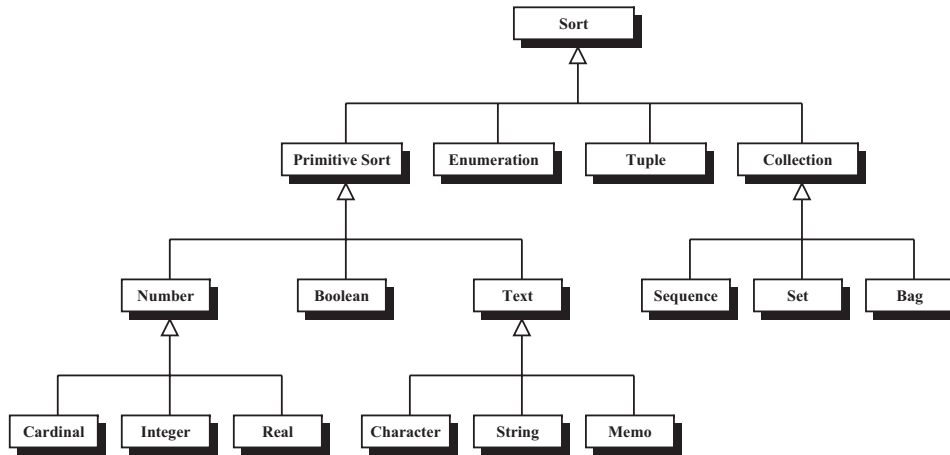 Sort
Primitive Sort
Enumeration
Tuple
Collection
Number
Boolean
Text
Sequence
Set
Bag
Cardinal
Integer
Real
Character
String
Memo